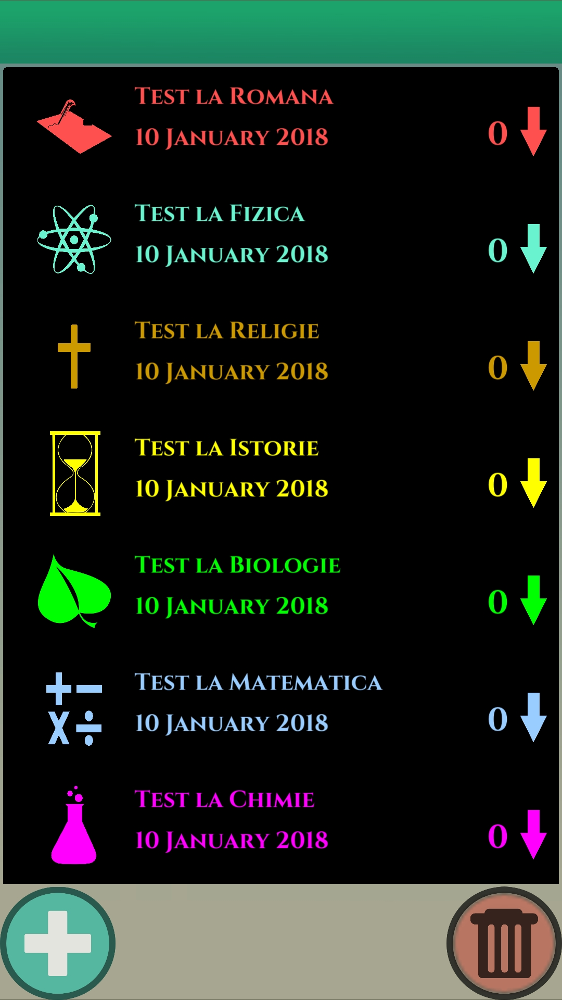 Test la Romana
10 January 2018
0
Test la Fizica
10 January 2018
0
Test la Religie
10 January 2018
0
Test la Istorie
10 January 2018
0
Test la Biologie
10 January 2018
0
Test la Matematica
10 January 2018
0
Test la Chimie
10 January 2018
0